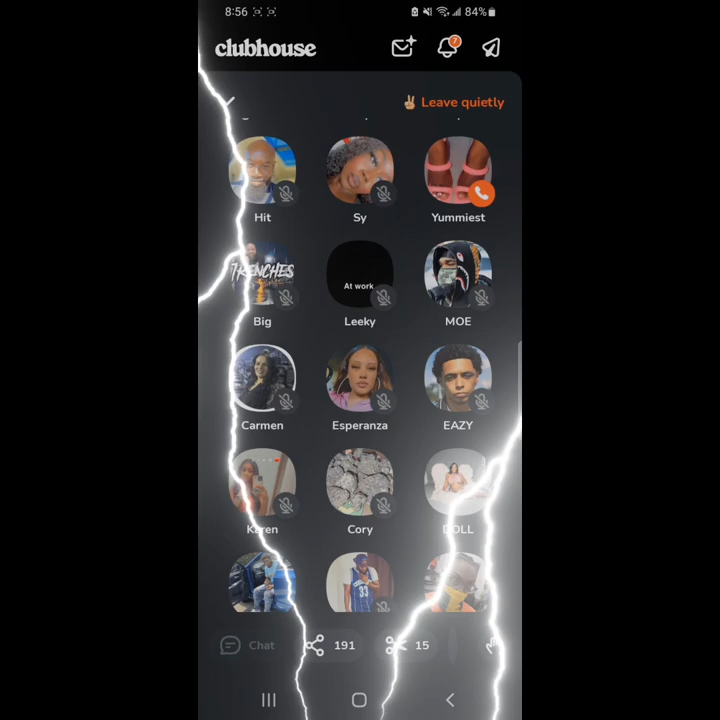 8:56 84%
clubhouse
7
✌🏼 Leave quietly
Hit Sy Yummiest
TRENCHES
At work
Big Leeky MOE
Carmen Esperanza EAZY
Karen Cory DOLL
33
Chat 191 15